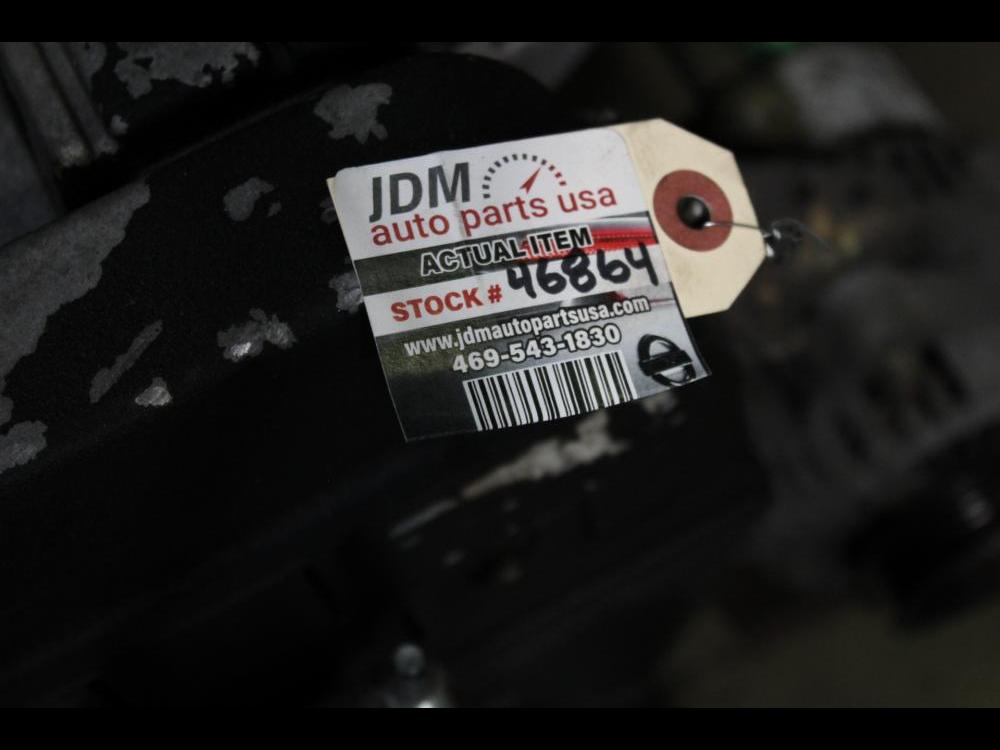 JDM
auto parts usa
ACTUAL ITEM
STOCK # 46864
www.jdmautopartsusa.com
469-543-1830